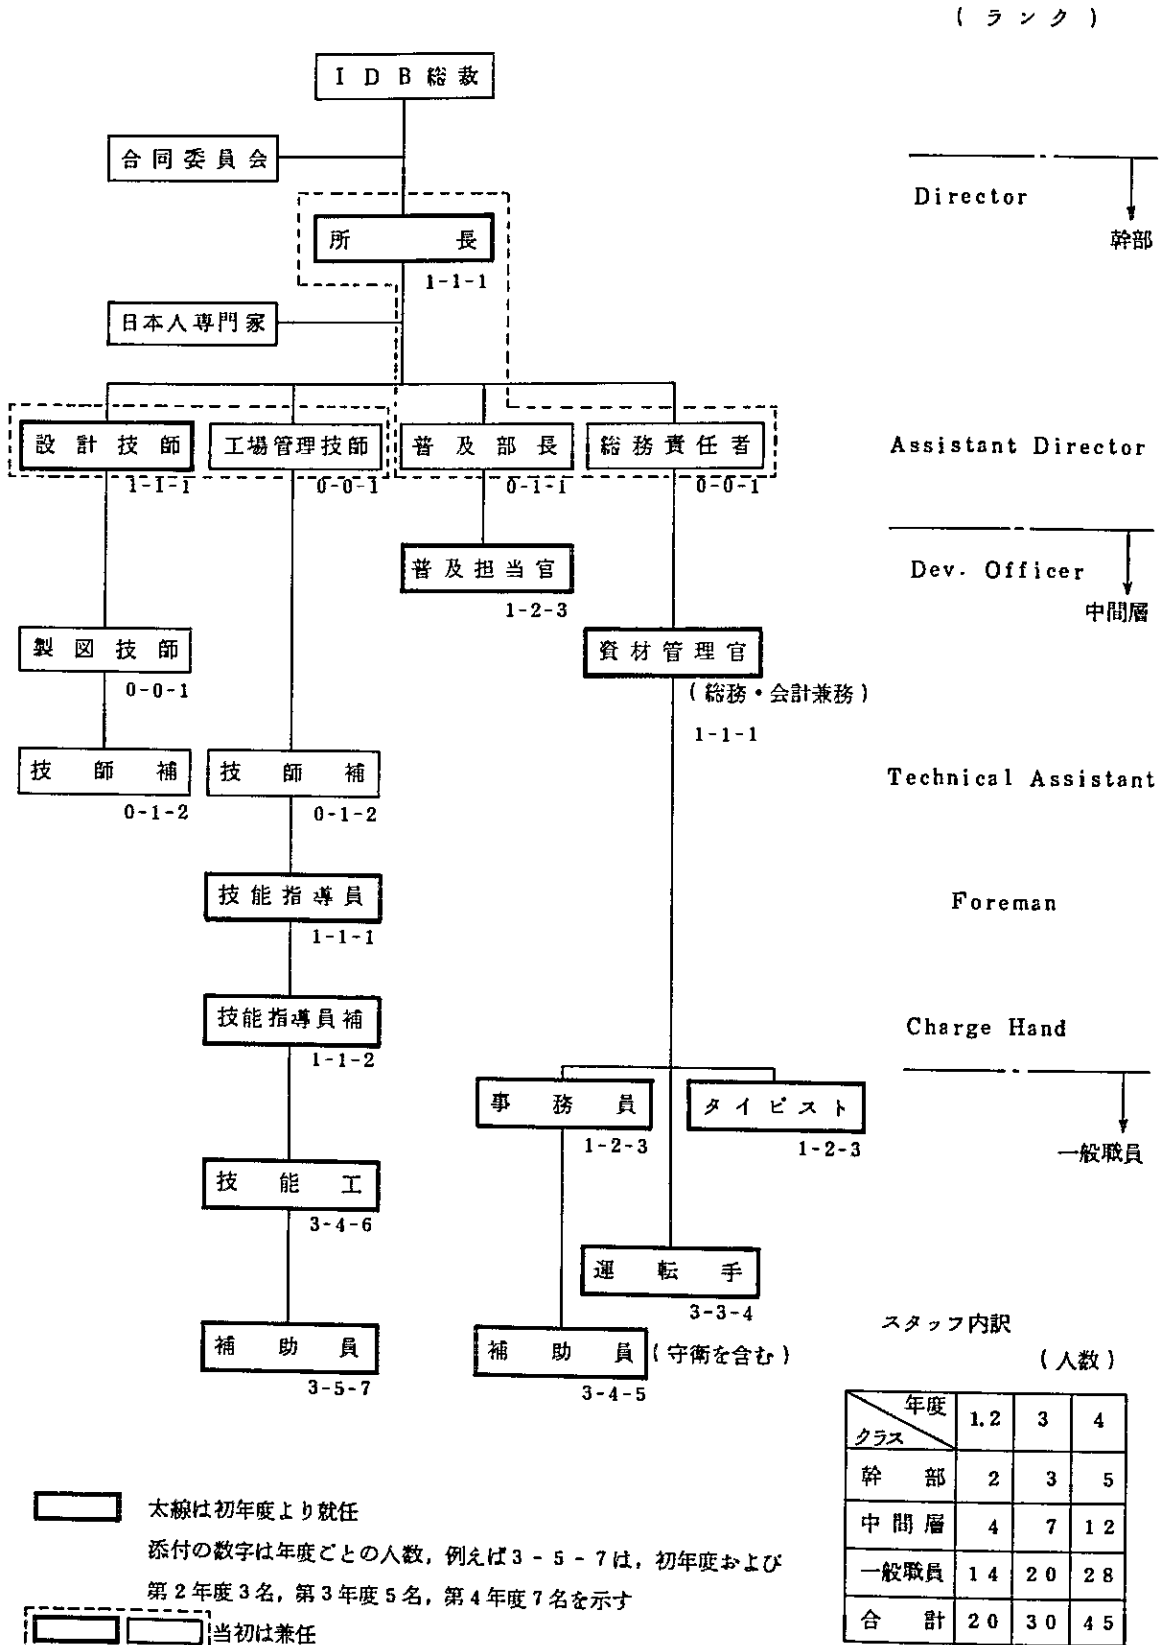 ( ランク )
IDB総裁
合同委員会
Director
幹部
所長
1-1-1
日本人専門家
設計技師
工場管理技師
普及部長
総務責任者
Assistant Director
1-1-1
0-0-1
0-1-1
0-0-1
普及担当官
Dev. Officer
1-2-3
中間層
製図技師
資材管理官
0-0-1
(総務・会計兼務)
1-1-1
技師補
技師補
Technical Assistant
0-1-2
0-1-2
技能指導員
Foreman
1-1-1
技能指導員補
Charge Hand
1-1-2
事務員
タイピスト
1-2-3
1-2-3
一般職員
技能工
3-4-6
運転手
3-3-4
スタッフ内訳
補助員
補助員
(守衛を含む)
(人数)
3-5-7
3-4-5
年度 1.2 3 4
クラス
幹部 2 3 5
中間層 4 7 12
一般職員 14 20 28
合計 20 30 45
太線は初年度より就任
添付の数字は年度ごとの人数,例えば3-5-7は,初年度および
第2年度3名,第3年度5名,第4年度7名を示す
当初は兼任